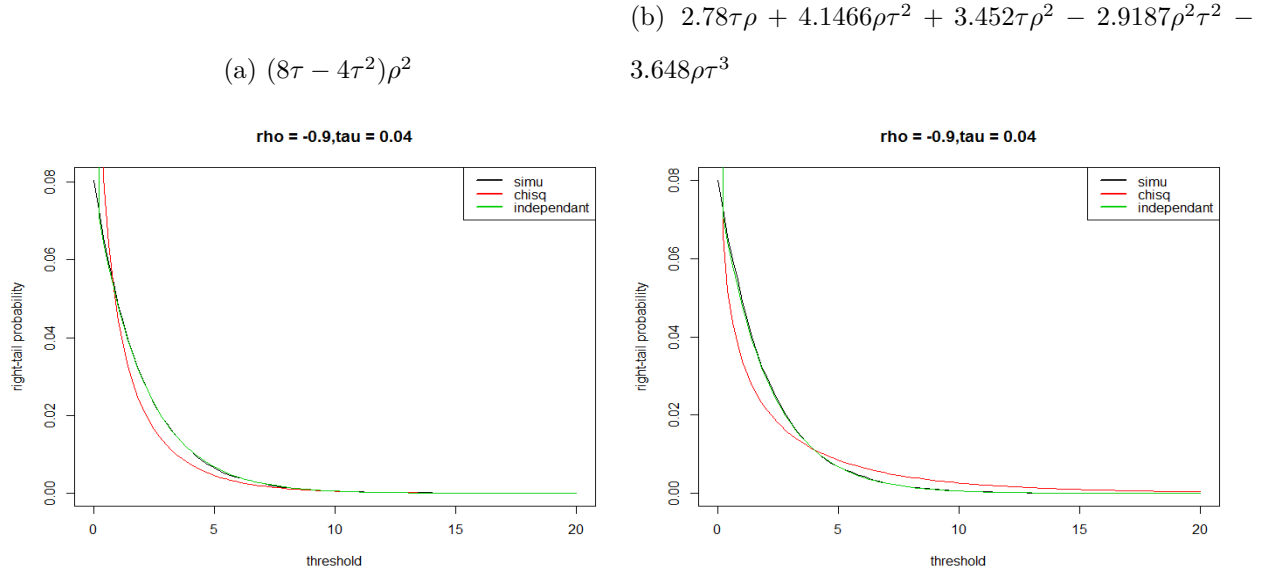 (a) (8τ − 4τ²)ρ²
(b) 2.78τρ + 4.1466ρτ² + 3.452τρ² − 2.9187ρ²τ² −
3.648ρτ³
rho = -0.9,tau = 0.04
simu
chisq
independant
right-tail probability
0.08
0.06
0.04
0.02
0.00
0 5 10 15 20
threshold
rho = -0.9,tau = 0.04
simu
chisq
independant
right-tail probability
0.08
0.06
0.04
0.02
0.00
0 5 10 15 20
threshold